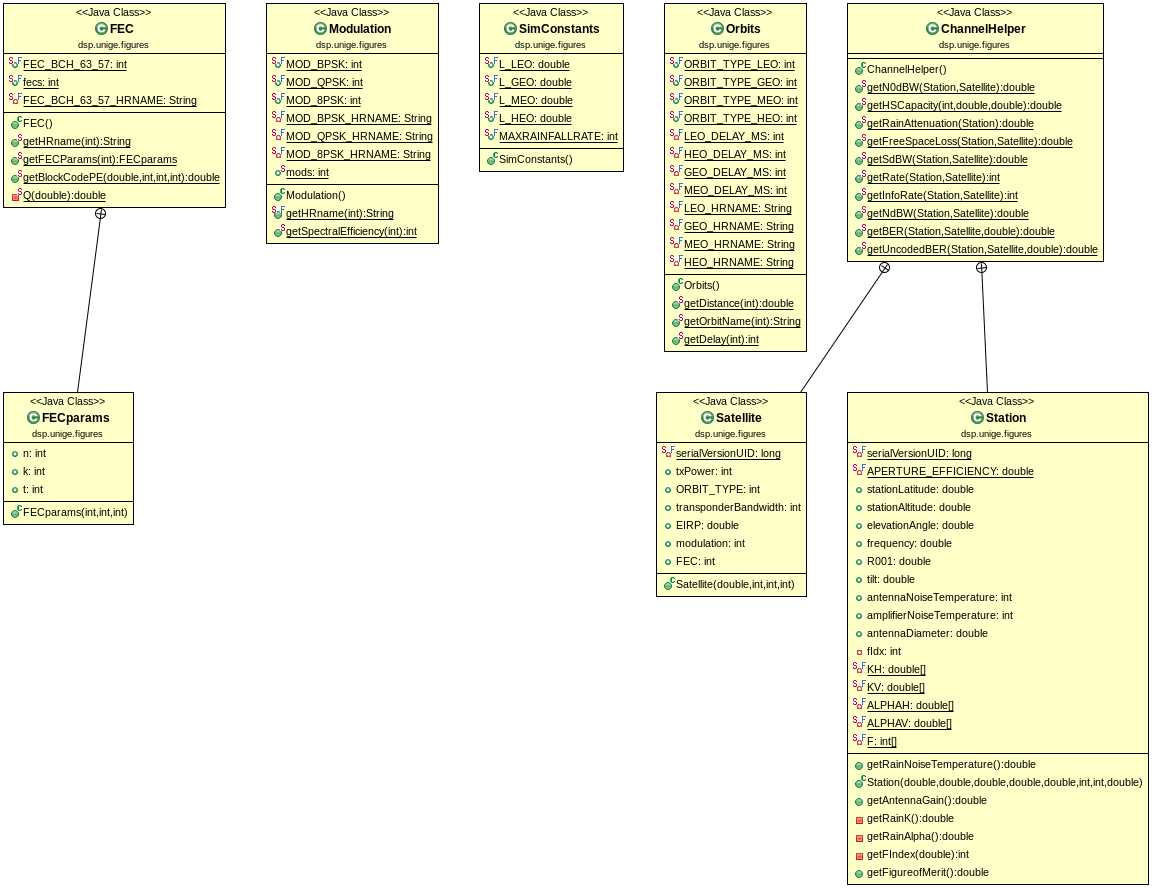 <<Java Class>>
FEC
dsp.unige.figures
FEC_BCH_63_57: int
fecs: int
FEC_BCH_63_57_HRNAME: String
FEC()
getHRname(int):String
getFECParams(int):FECparams
getBlockCodePE(double,int,int,int):double
Q(double):double
<<Java Class>>
Modulation
dsp.unige.figures
MOD_BPSK: int
MOD_QPSK: int
MOD_8PSK: int
MOD_BPSK_HRNAME: String
MOD_QPSK_HRNAME: String
MOD_8PSK_HRNAME: String
mods: int
Modulation()
getHRname(int):String
getSpectralEfficiency(int):int
<<Java Class>>
SimConstants
dsp.unige.figures
L_LEO: double
L_GEO: double
L_MEO: double
L_HEO: double
MAXRAINFALLRATE: int
SimConstants()
<<Java Class>>
Orbits
dsp.unige.figures
ORBIT_TYPE_LEO: int
ORBIT_TYPE_GEO: int
ORBIT_TYPE_MEO: int
ORBIT_TYPE_HEO: int
LEO_DELAY_MS: int
HEO_DELAY_MS: int
GEO_DELAY_MS: int
MEO_DELAY_MS: int
LEO_HRNAME: String
GEO_HRNAME: String
MEO_HRNAME: String
HEO_HRNAME: String
Orbits()
getDistance(int):double
getOrbitName(int):String
getDelay(int):int
<<Java Class>>
ChannelHelper
dsp.unige.figures
ChannelHelper()
getN0dBW(Station,Satellite):double
getHSCapacity(int,double,double):double
getRainAttenuation(Station):double
getFreeSpaceLoss(Station,Satellite):double
getSdBW(Station,Satellite):double
getRate(Station,Satellite):int
getInfoRate(Station,Satellite):int
getNdBW(Station,Satellite):double
getBER(Station,Satellite,double):double
getUncodedBER(Station,Satellite,double):double
<<Java Class>>
FECparams
dsp.unige.figures
n: int
k: int
t: int
FECparams(int,int,int)
<<Java Class>>
Satellite
dsp.unige.figures
serialVersionUID: long
txPower: int
ORBIT_TYPE: int
transponderBandwidth: int
EIRP: double
modulation: int
FEC: int
Satellite(double,int,int,int)
<<Java Class>>
Station
dsp.unige.figures
serialVersionUID: long
APERTURE_EFFICIENCY: double
stationLatitude: double
stationAltitude: double
elevationAngle: double
frequency: double
R001: double
tilt: double
antennaNoiseTemperature: int
amplifierNoiseTemperature: int
antennaDiameter: double
fIdx: int
KH: double[]
KV: double[]
ALPHAH: double[]
ALPHAV: double[]
F: int[]
getRainNoiseTemperature():double
Station(double,double,double,double,double,int,int,double)
getAntennaGain():double
getRainK():double
getRainAlpha():double
getFIndex(double):int
getFigureofMerit():double